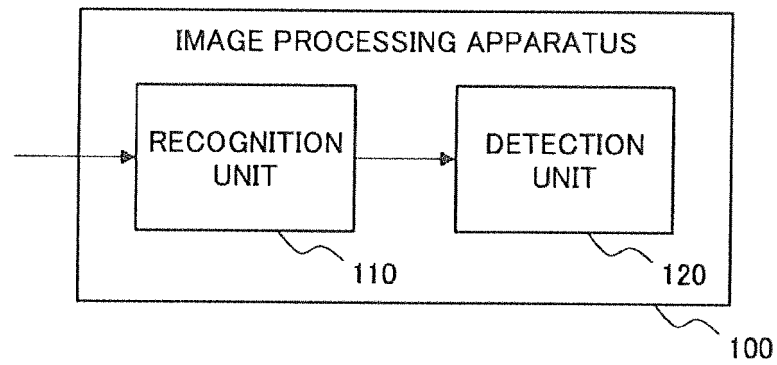 IMAGE PROCESSING APPARATUS
RECOGNITION
UNIT
DETECTION
UNIT
110
120
100